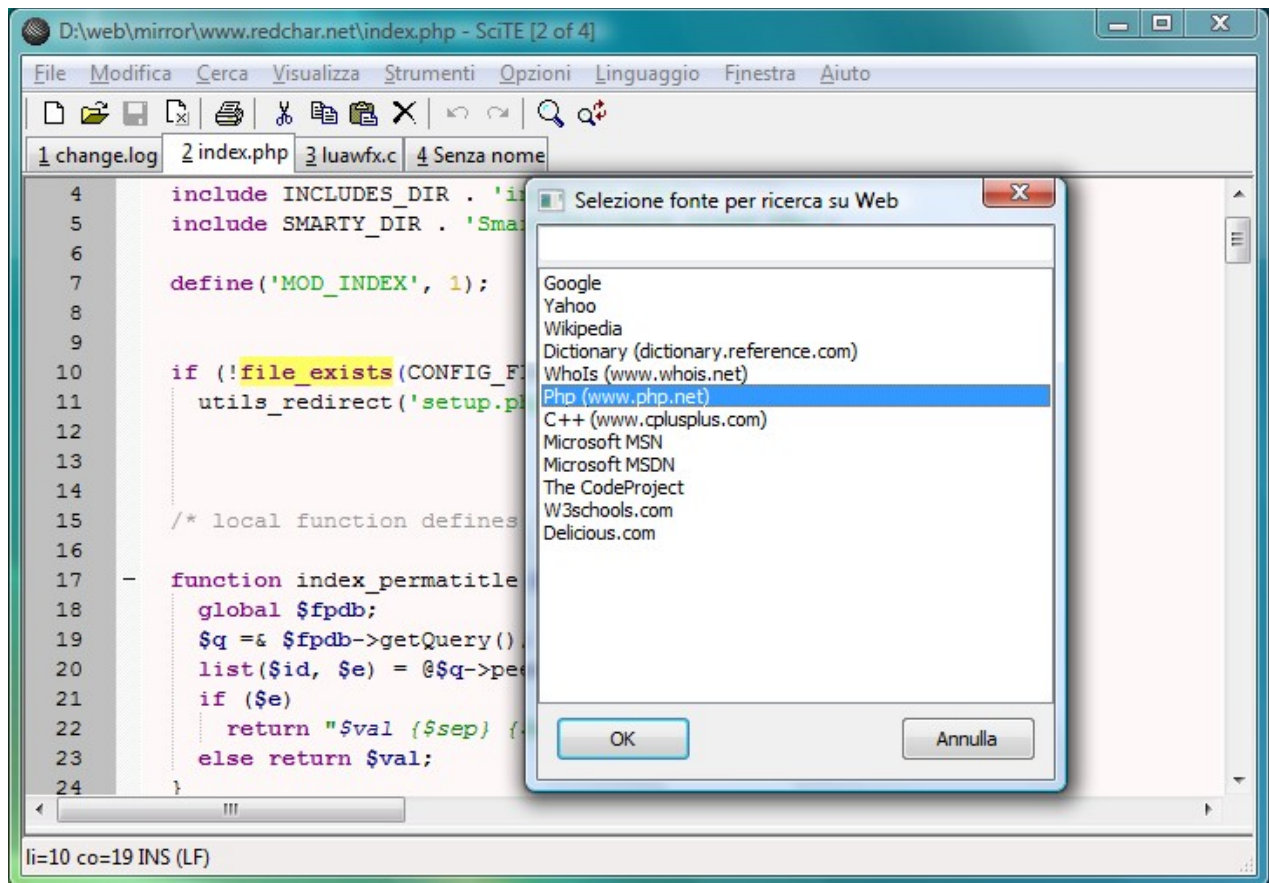 D:\web\mirror\www.redchar.net\index.php - SciTE [2 of 4]
File Modifica Cerca Visualizza Strumenti Opzioni Linguaggio Finestra Aiuto
1 change.log 2 index.php 3 luawfx.c 4 Senza nome
4 include INCLUDES_DIR . 'i
5 include SMARTY_DIR . 'Sma
6
7 define('MOD_INDEX', 1);
8
9
10 if (!file_exists(CONFIG_F
11 utils_redirect('setup.p
12
13
14
15 /* local function defines
16
17 - function index_permatitle
18 global $fpdb;
19 $q =& $fpdb->getQuery()
20 list($id, $e) = @$q->pe
21 if ($e)
22 return "$val {$sep} {
23 else return $val;
24 }
li=10 co=19 INS (LF)
Selezione fonte per ricerca su Web
Google
Yahoo
Wikipedia
Dictionary (dictionary.reference.com)
WhoIs (www.whois.net)
Php (www.php.net)
C++ (www.cplusplus.com)
Microsoft MSN
Microsoft MSDN
The CodeProject
W3schools.com
Delicious.com
OK Annulla